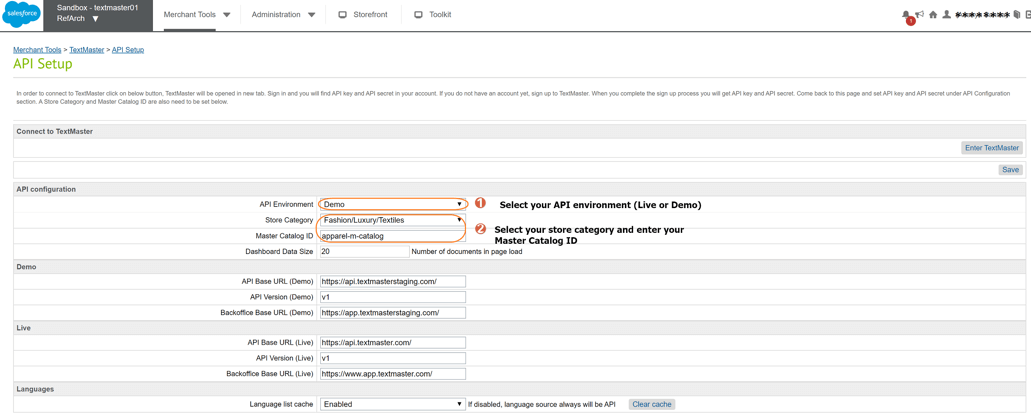 salesforce
Sandbox - textmaster01
RefArch ▼
Merchant Tools ▼ Administration ▼ Storefront Toolkit
1
Merchant Tools > TextMaster > API Setup
API Setup
In order to connect to TextMaster click on below button, TextMaster will be opened in new tab. Sign in and you will find API key and API secret in your account. If you do not have an account yet, sign up to TextMaster. When you complete the sign up process you will get API key and API secret. Come back to this page and set API key and API secret under API Configuration
section. A Store Category and Master Catalog ID are also need to be set below.
Connect to TextMaster
Enter TextMaster
Save
API configuration
API Environment Demo ▼ 1 Select your API environment (Live or Demo)
Store Category Fashion/Luxury/Textiles ▼
2 Select your store category and enter your
Master Catalog ID apparel-m-catalog
Master Catalog ID
Dashboard Data Size 20 Number of documents in page load
Demo
API Base URL (Demo) https://api.textmasterstaging.com/
API Version (Demo) v1
Backoffice Base URL (Demo) https://app.textmasterstaging.com/
Live
API Base URL (Live) https://api.textmaster.com/
API Version (Live) v1
Backoffice Base URL (Live) https://www.app.textmaster.com/
Languages
Language list cache Enabled ▼ If disabled, language source always will be API Clear cache